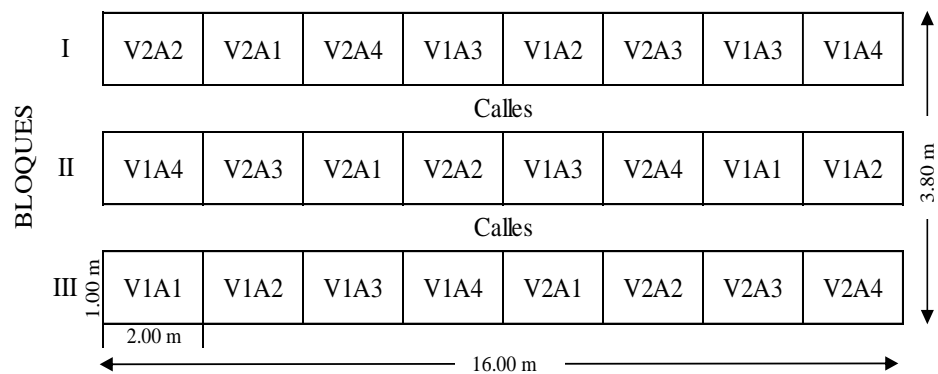 I V2A2 V2A1 V2A4 V1A3 V1A2 V2A3 V1A3 V1A4
Calles
BLOQUES
II V1A4 V2A3 V2A1 V2A2 V1A3 V2A4 V1A1 V1A2
3.80 m
Calles
III 1.00 m V1A1 V1A2 V1A3 V1A4 V2A1 V2A2 V2A3 V2A4
2.00 m
16.00 m